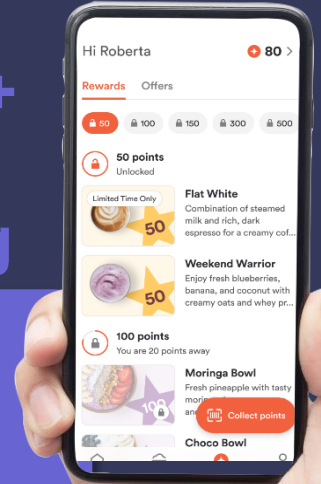 Hi Roberta
80 >
Rewards Offers
50 100 150 300 500
50 points
Unlocked
Limited Time Only
50
Flat White
Combination of steamed
milk and rich, dark
espresso for a creamy cof...
50
Weekend Warrior
Enjoy fresh blueberries,
banana, and coconut with
creamy oats and whey pr...
100 points
You are 20 points away
100
Moringa Bowl
Fresh pineapple with tasty
Collect points
Choco Bowl